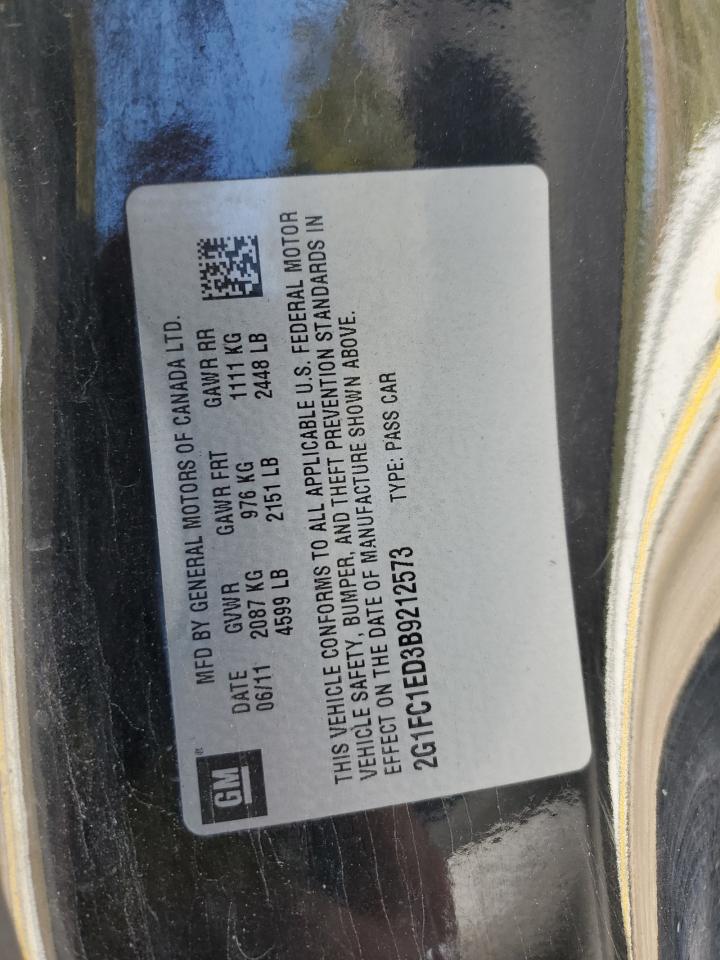 GM ®
MFD BY GENERAL MOTORS OF CANADA LTD.
DATE GVWR GAWR FRT GAWR RR
06/11 2087 KG 976 KG 1111 KG
4599 LB 2151 LB 2448 LB
THIS VEHICLE CONFORMS TO ALL APPLICABLE U.S. FEDERAL MOTOR
VEHICLE SAFETY, BUMPER, AND THEFT PREVENTION STANDARDS IN
EFFECT ON THE DATE OF MANUFACTURE SHOWN ABOVE.
2G1FC1ED3B9212573 TYPE: PASS CAR